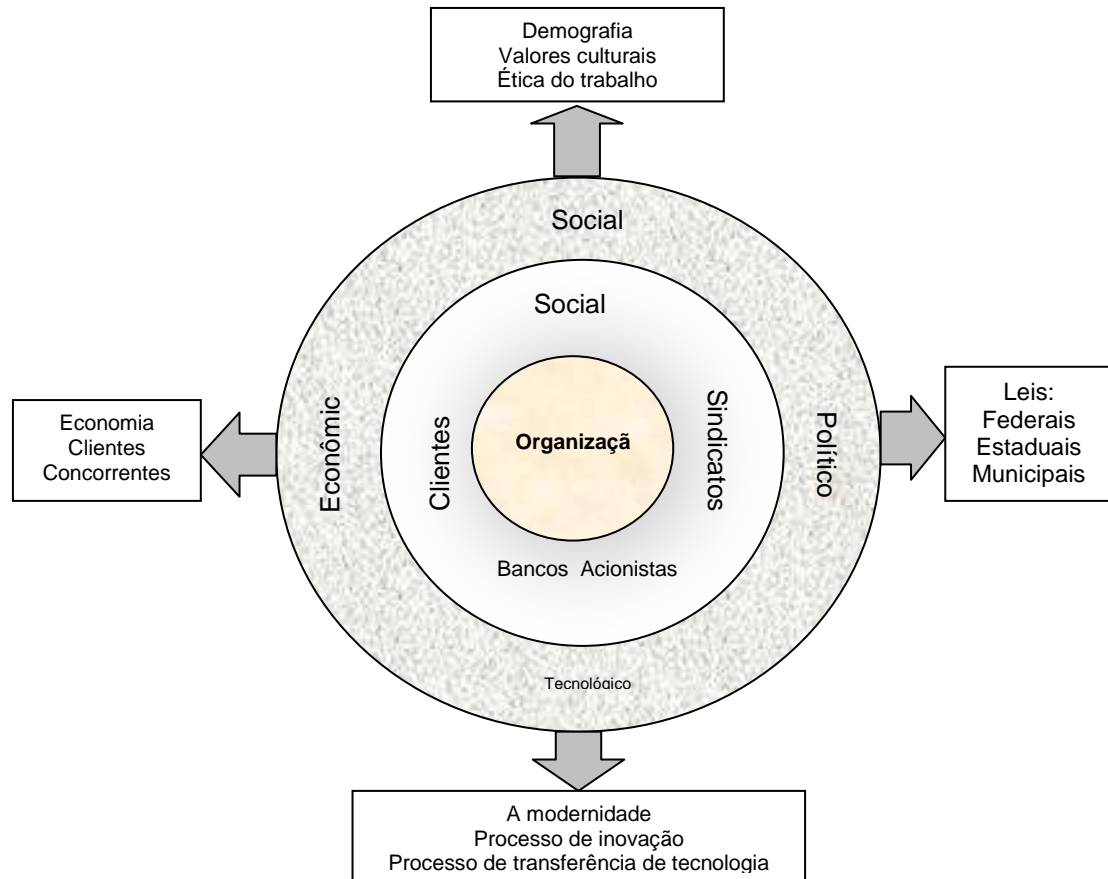 Demografia
Valores culturais
Ética do trabalho
Social
Social
Economia
Clientes
Concorrentes
Econômic
Clientes
Organizaçã
Sindicatos
Político
Leis:
Federais
Estaduais
Municipais
Bancos Acionistas
Tecnológico
A modernidade
Processo de inovação
Processo de transferência de tecnologia